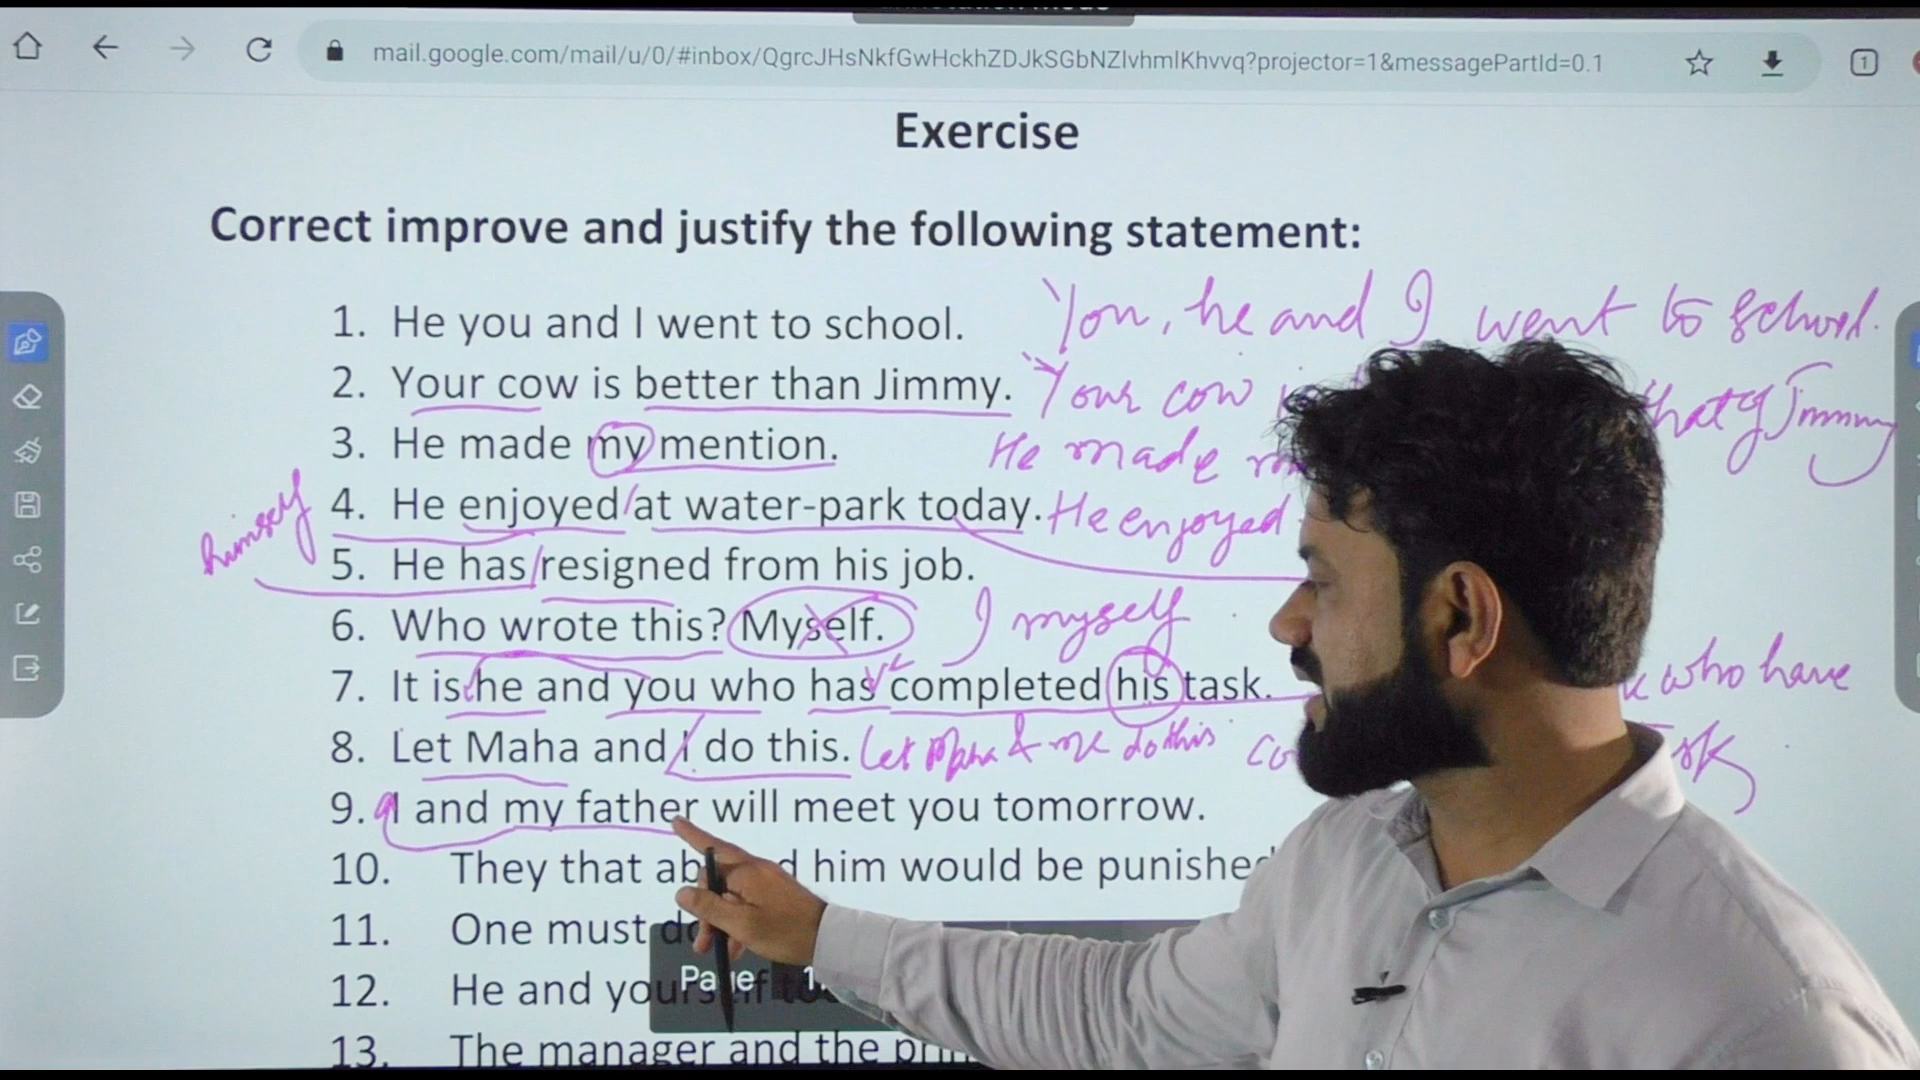 mail.google.com/mail/u/0/#inbox/QgrcJHsNkfGwHckhZDJkSGbNZlvhmlKhvvq?projector=1&messagePartId=0.1
1
Exercise
Correct improve and justify the following statement:
1. He you and I went to school. You, he and I went to school.
2. Your cow is better than Jimmy. Your cow that of Jimmy
3. He made my mention. He made
himself
4. He enjoyed at water-park today. He enjoyed
5. He has resigned from his job.
6. Who wrote this? Myself. I myself
7. It is he and you who has completed his task. who have
8. Let Maha and I do this. Let Maha & me do this
9. I and my father will meet you tomorrow.
10. They that him would be
11. One must
12. He and
Page 1
13. The manager and the